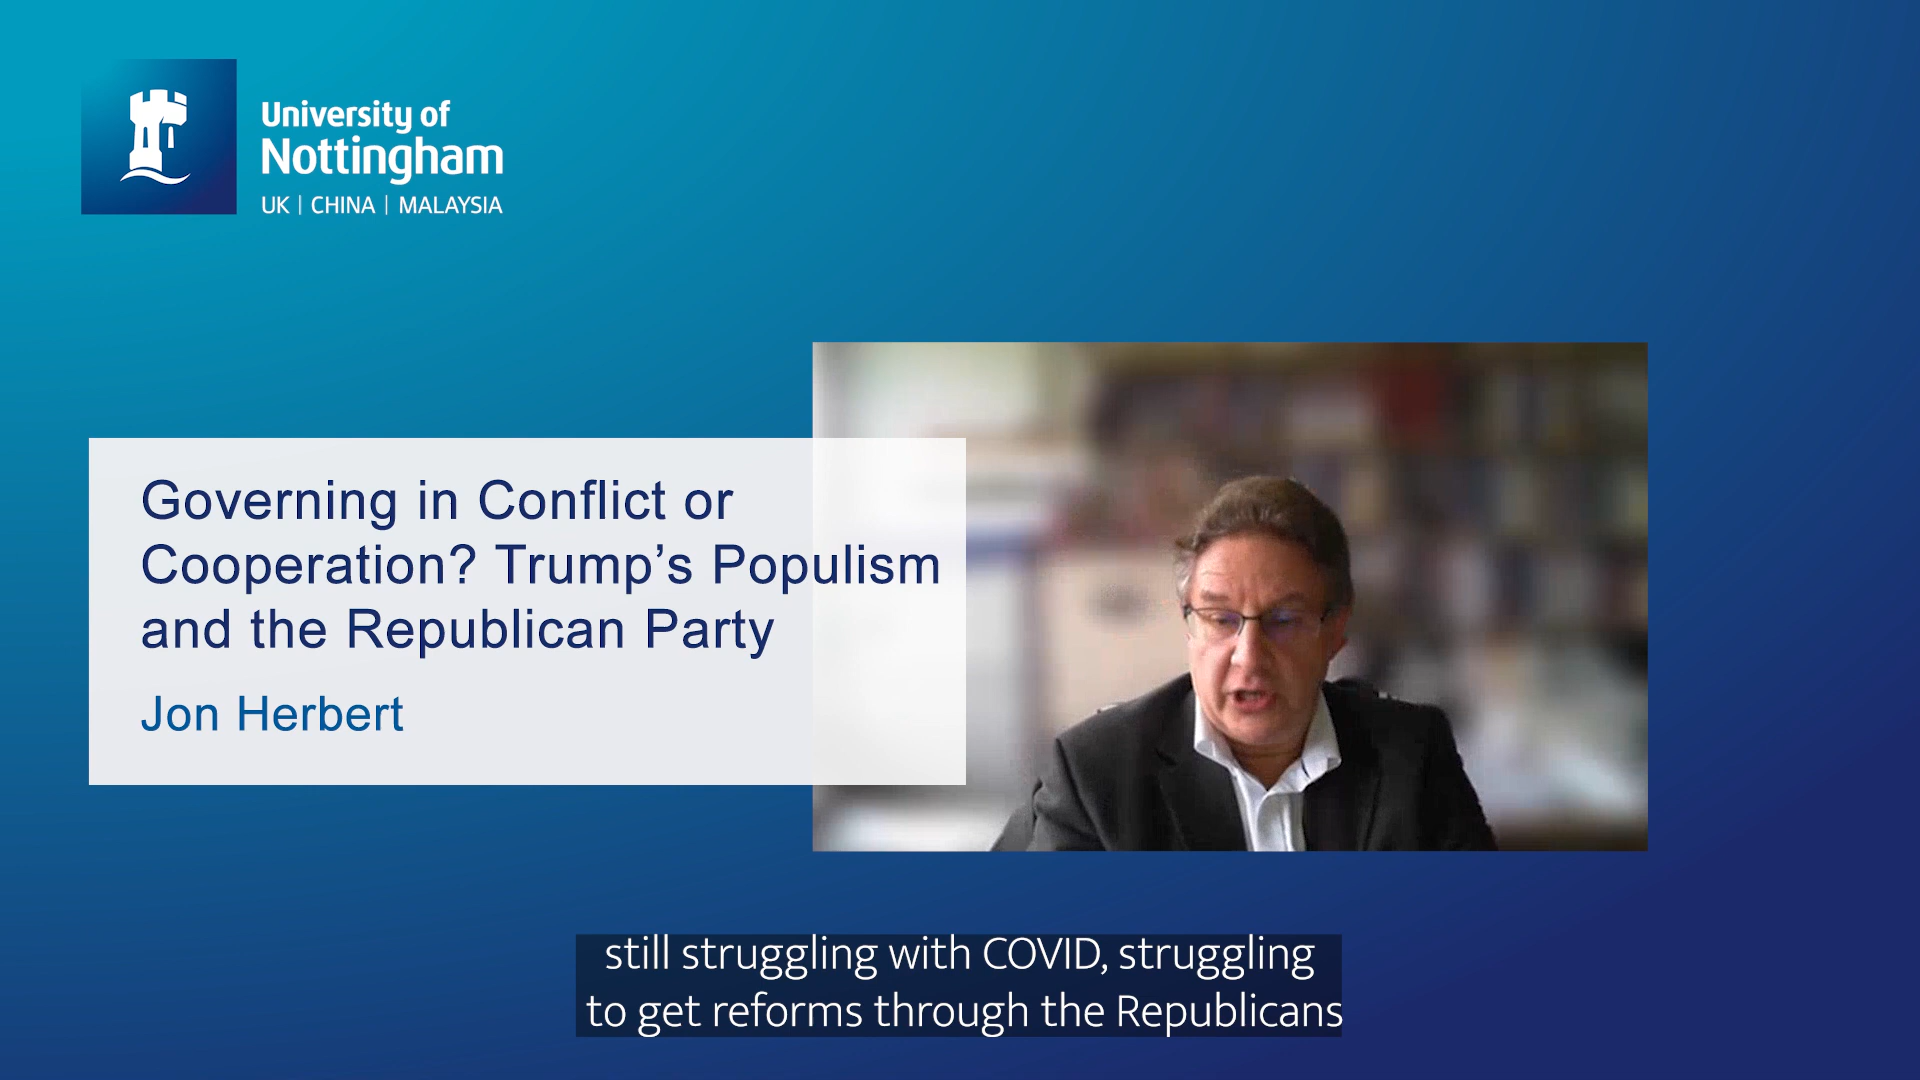 University of
Nottingham
UK | CHINA | MALAYSIA
Governing in Conflict or
Cooperation? Trump’s Populism
and the Republican Party
Jon Herbert
still struggling with COVID, struggling
to get reforms through the Republicans